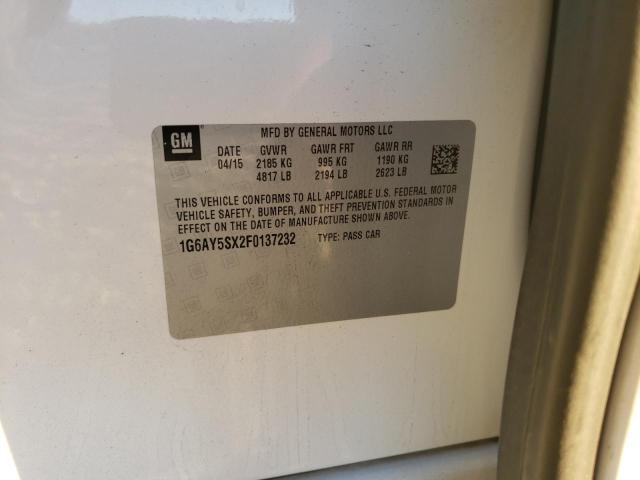 GM
MFD BY GENERAL MOTORS LLC
DATE GVWR GAWR FRT GAWR RR
04/15 2185 KG 995 KG 1190 KG
4817 LB 2194 LB 2623 LB
THIS VEHICLE CONFORMS TO ALL APPLICABLE U.S. FEDERAL MOTOR
VEHICLE SAFETY, BUMPER, AND THEFT PREVENTION STANDARDS IN
EFFECT ON THE DATE OF MANUFACTURE SHOWN ABOVE.
1G6AY5SX2F0137232 TYPE: PASS CAR